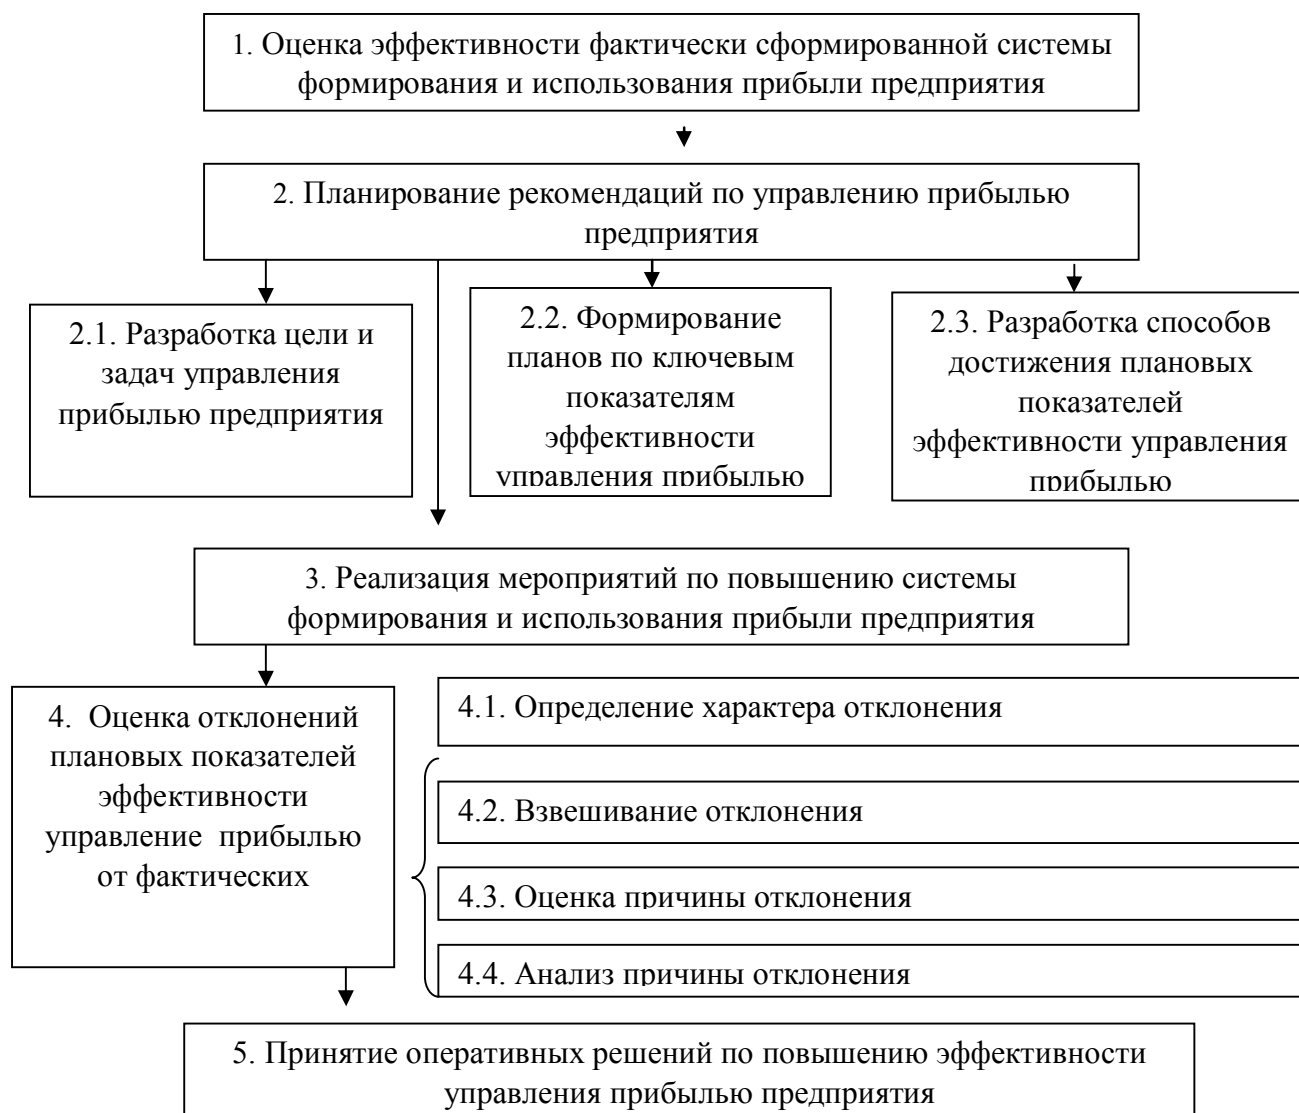 1. Оценка эффективности фактически сформированной системы
формирования и использования прибыли предприятия
2. Планирование рекомендаций по управлению прибылью
предприятия
2.1. Разработка цели и
задач управления
прибылью предприятия
2.2. Формирование
планов по ключевым
показателям
эффективности
управления прибылью
2.3. Разработка способов
достижения плановых
показателей
эффективности управления
прибылью
3. Реализация мероприятий по повышению системы
формирования и использования прибыли предприятия
4. Оценка отклонений
плановых показателей
эффективности
управление прибылью
от фактических
4.1. Определение характера отклонения
4.2. Взвешивание отклонения
4.3. Оценка причины отклонения
4.4. Анализ причины отклонения
5. Принятие оперативных решений по повышению эффективности
управления прибылью предприятия